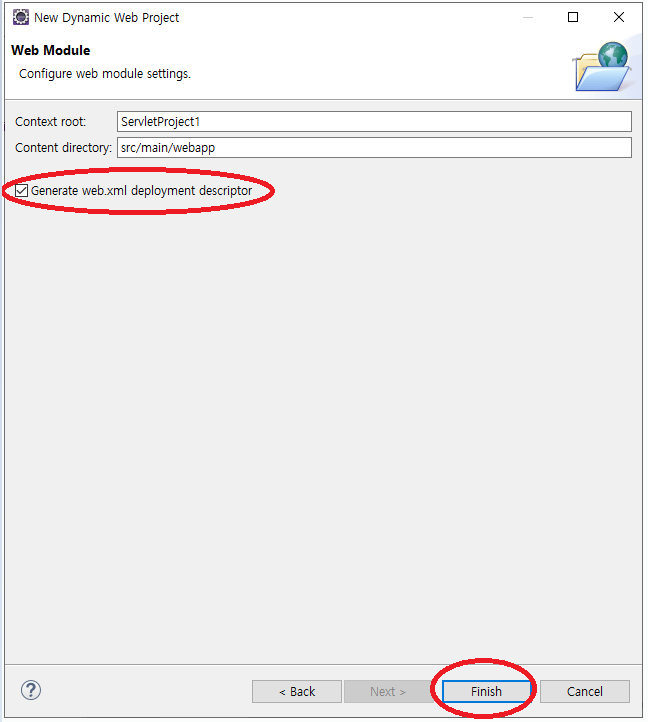 New Dynamic Web Project
Web Module
Configure web module settings.
Context root: ServletProject1
Content directory: src/main/webapp
Generate web.xml deployment descriptor
?
< Back Next > Finish Cancel